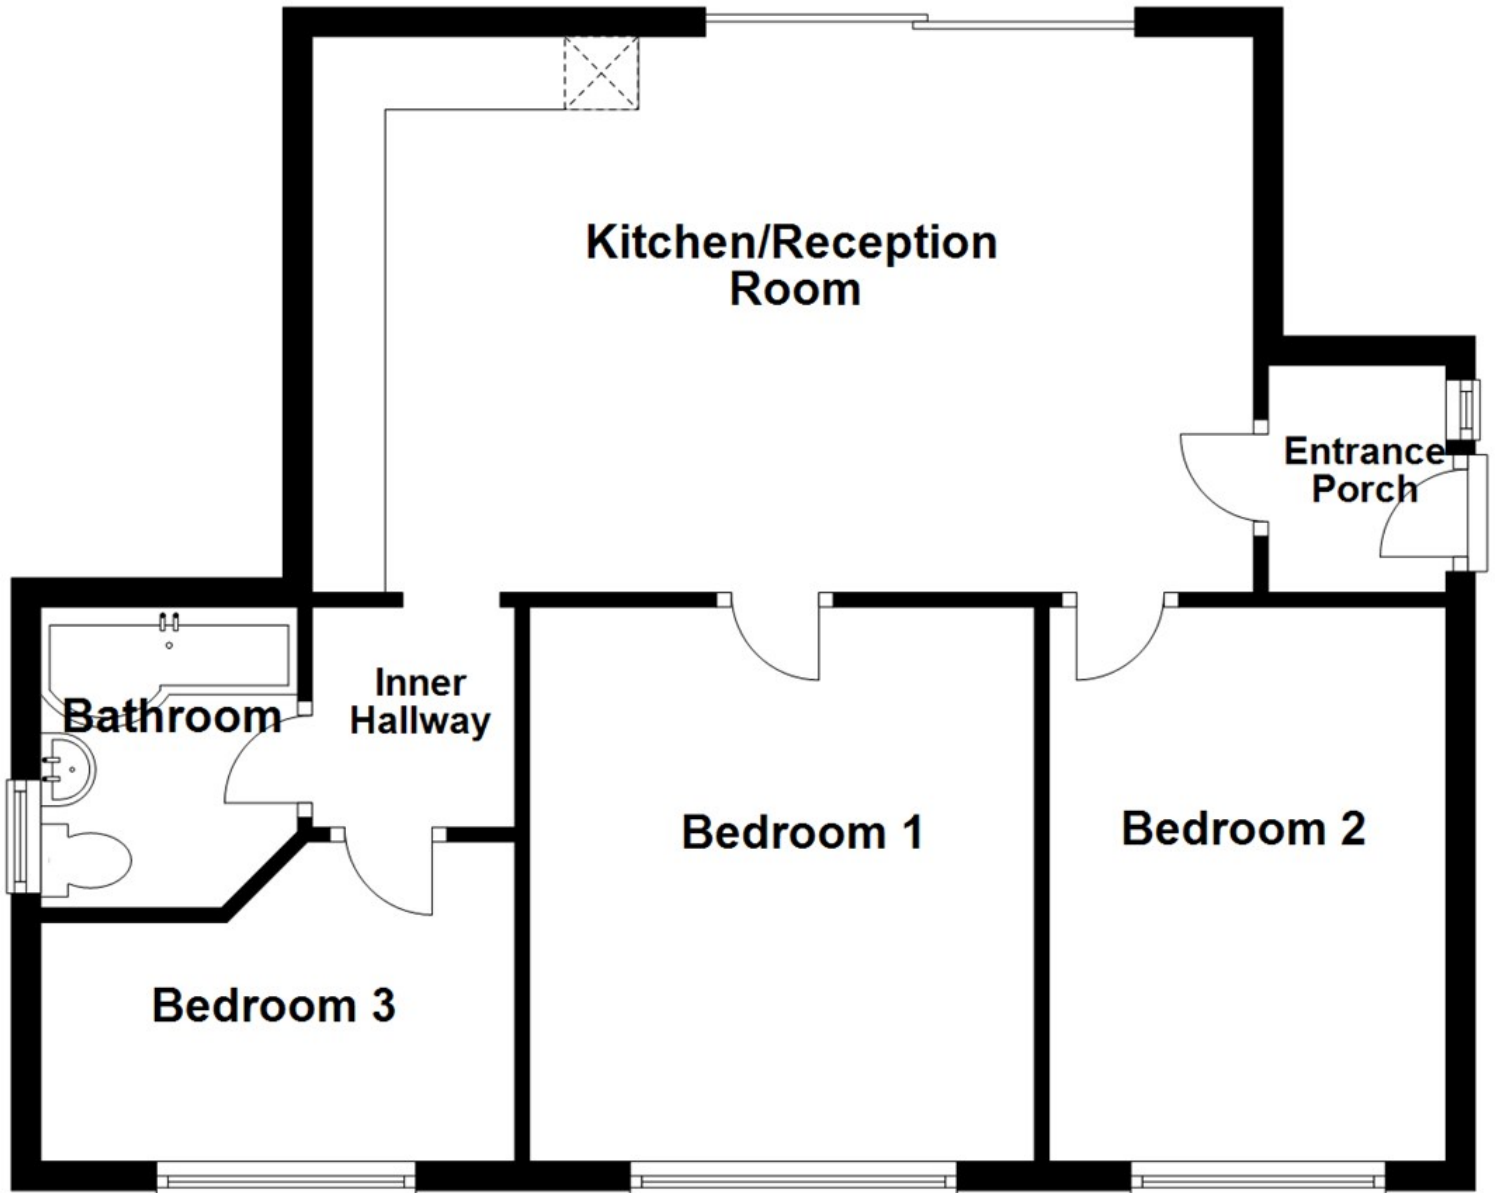 Kitchen/Reception
Room
Entrance
Porch
Inner
Hallway
Bathroom
Bedroom 1
Bedroom 2
Bedroom 3